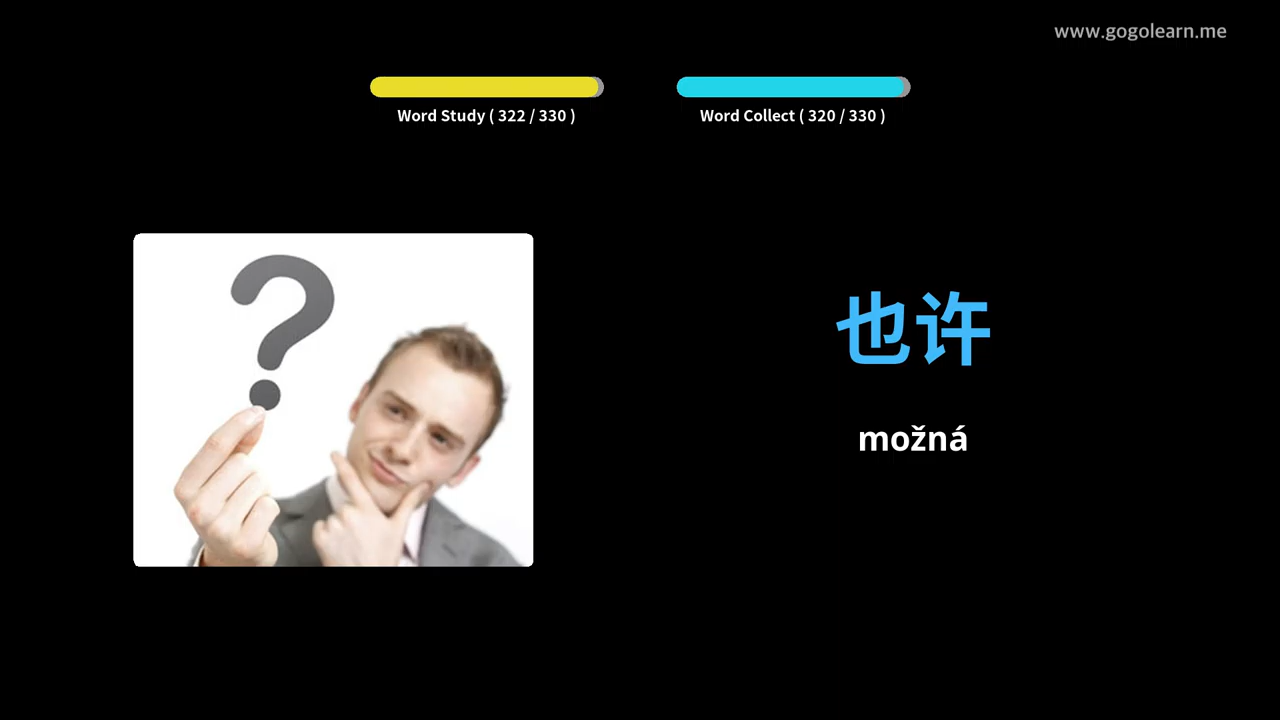 www.gogolearn.me
Word Study ( 322 / 330 )
Word Collect ( 320 / 330 )
?
也许
možná